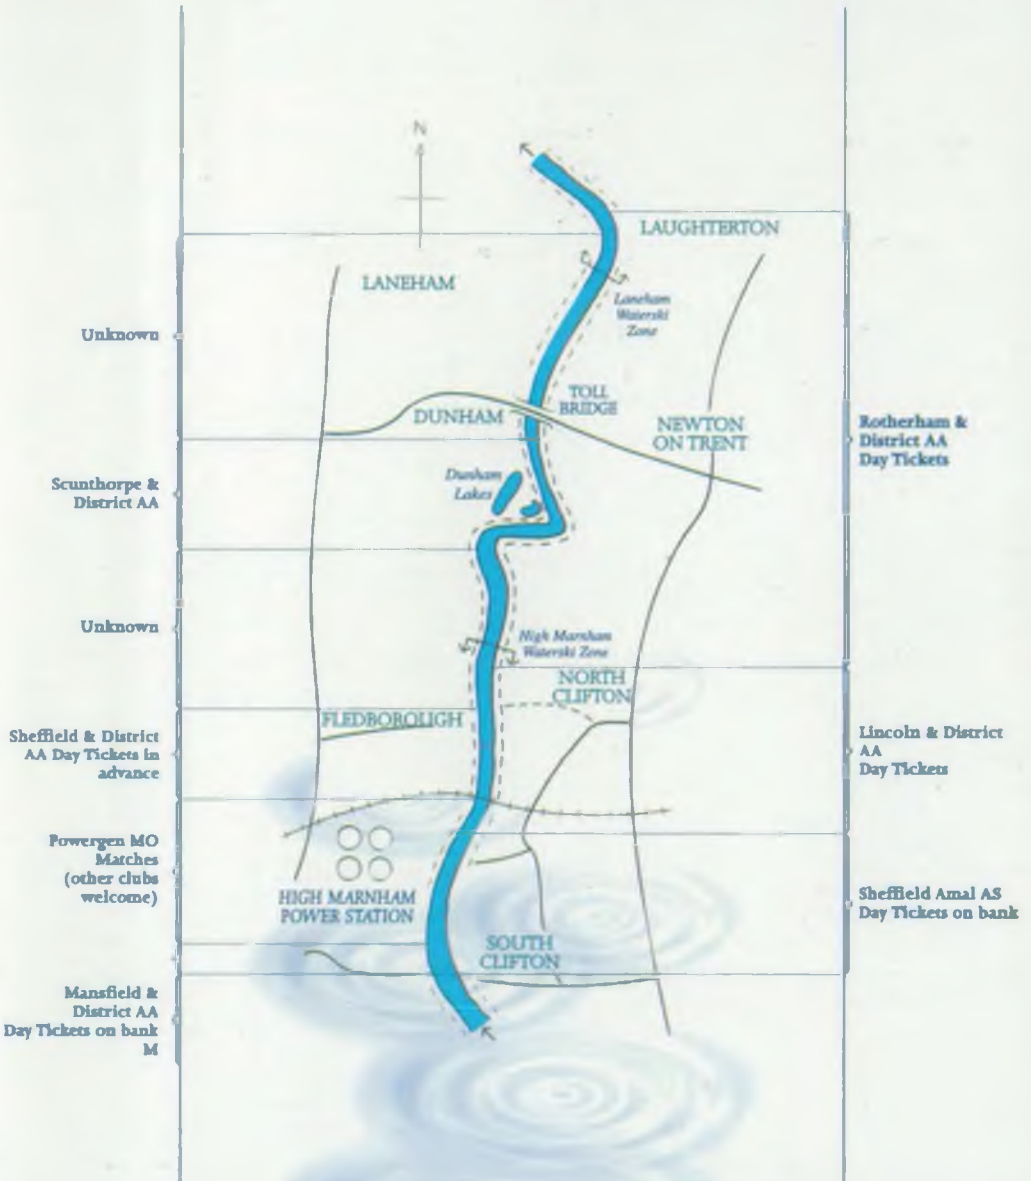 N
LAUGHTERTON
LANEHAM
Laneham
Waterski
Zone
Unknown
TOLL
BRIDGE
DUNHAM
NEWTON
ON TRENT
Rotherham &
District AA
Day Tickets
Dunham
Lakes
Scunthorpe &
District AA
Unknown
High Marnham
Waterski Zone
NORTH
CLIFTON
FLEDBOROUGH
Sheffield & District
AA Day Tickets in
advance
Lincoln & District
AA
Day Tickets
Powergen MO
Matches
(other clubs
welcome)
HIGH MARNHAM
POWER STATION
Sheffield Amal AS
Day Tickets on bank
SOUTH
CLIFTON
Mansfield &
District AA
Day Tickets on bank
M